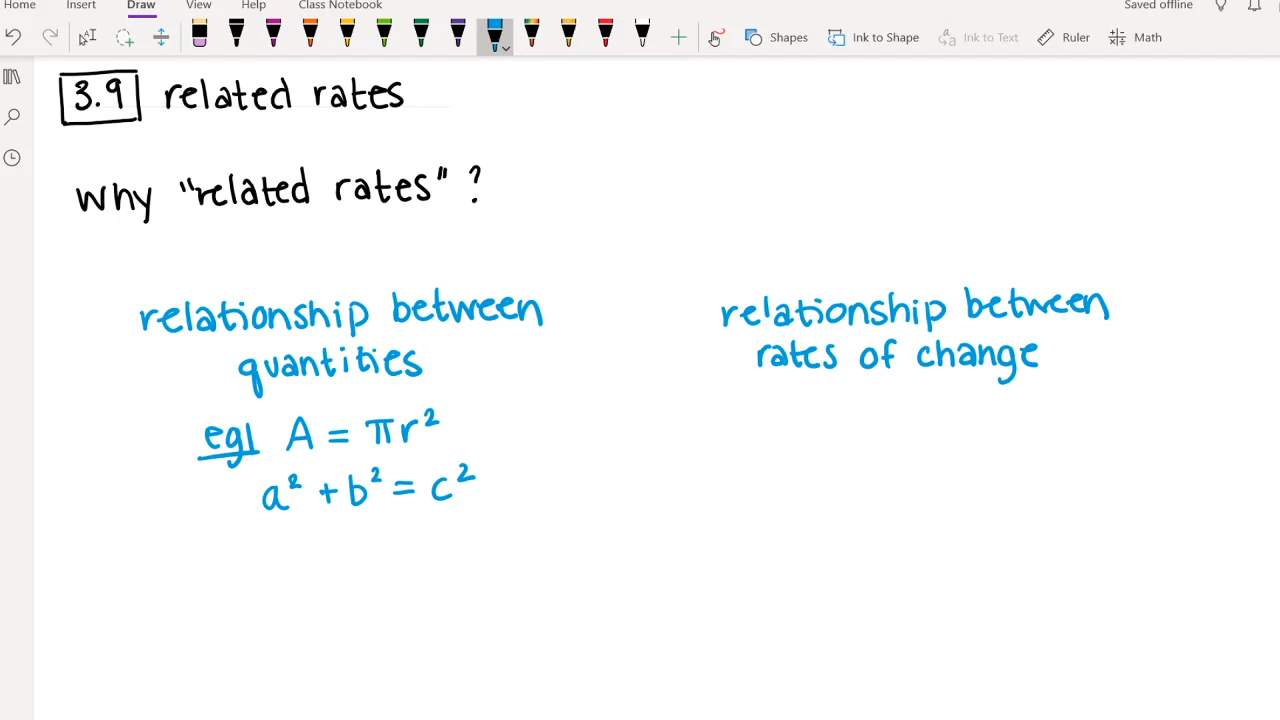 Home Insert Draw View Help Class Notebook Saved offline
Shapes Ink to Shape Ink to Text Ruler Math
3.9 related rates
why "related rates"?
relationship between
quantities
eg1 A = πr²
a² + b² = c²
relationship between
rates of change